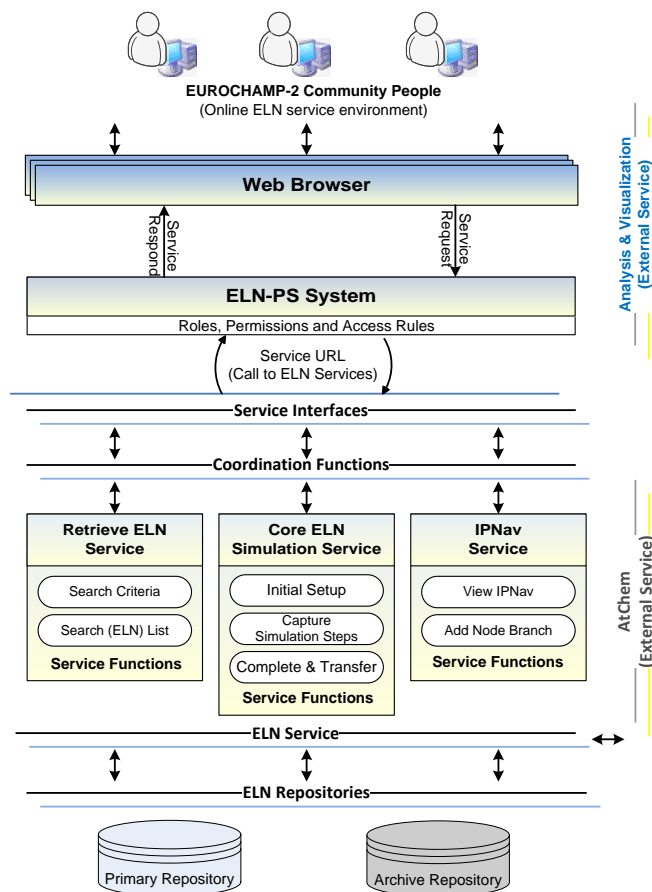 EUROCHAMP-2 Community People
(Online ELN service environment)
Web Browser
Service
Respond
Service
Request
ELN-PS System
Roles, Permissions and Access Rules
Service URL
(Call to ELN Services)
Service Interfaces
Coordination Functions
Retrieve ELN
Service
Search Criteria
Search (ELN) List
Service Functions
Core ELN
Simulation Service
Initial Setup
Capture
Simulation Steps
Complete & Transfer
Service Functions
IPNav
Service
View IPNav
Add Node Branch
Service Functions
ELN Service
ELN Repositories
Primary Repository
Archive Repository
Analysis & Visualization
(External Service)
AtChem
(External Service)